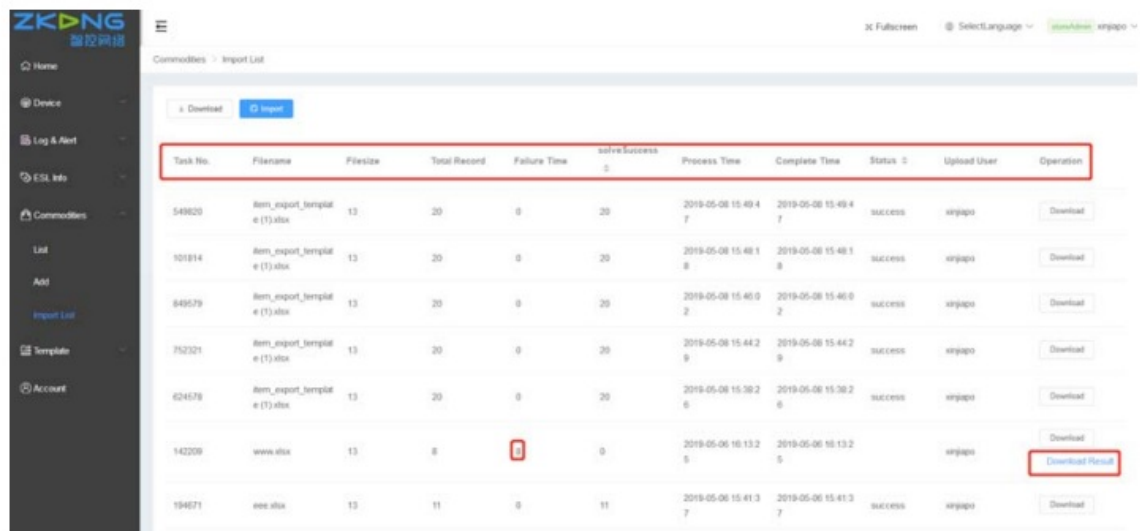 ZKDNG
智控网络
Fullscreen
SelectLanguage
storeAdmin xinjiapo
Home
Commodities > Import List
Device
Download
Import
Log & Alert
Task No.
Filename
Filesize
Total Record
Failure Time
solveSuccess
Process Time
Complete Time
Status
Upload User
Operation
ESL Info
549820
item_export_templat
e (1).xlsx
13
20
0
20
2019-05-08 15:49:4
7
2019-05-08 15:49:4
7
success
xinjiapo
Download
Commodities
List
101814
item_export_templat
e (1).xlsx
13
20
0
20
2019-05-08 15:48:1
8
2019-05-08 15:48:1
8
success
xinjiapo
Download
Add
849579
item_export_templat
e (1).xlsx
13
20
0
20
2019-05-08 15:46:0
2
2019-05-08 15:46:0
2
success
xinjiapo
Download
Import List
Template
752321
item_export_templat
e (1).xlsx
13
20
0
20
2019-05-08 15:44:2
9
2019-05-08 15:44:2
9
success
xinjiapo
Download
Account
624578
item_export_templat
e (1).xlsx
13
20
0
20
2019-05-08 15:38:2
6
2019-05-08 15:38:2
6
success
xinjiapo
Download
142209
www.xlsx
13
8
8
0
2019-05-06 16:13:2
5
2019-05-06 16:13:2
5
xinjiapo
Download
Download Result
194671
eee.xlsx
13
11
0
11
2019-05-06 15:41:3
7
2019-05-06 15:41:3
7
success
xinjiapo
Download